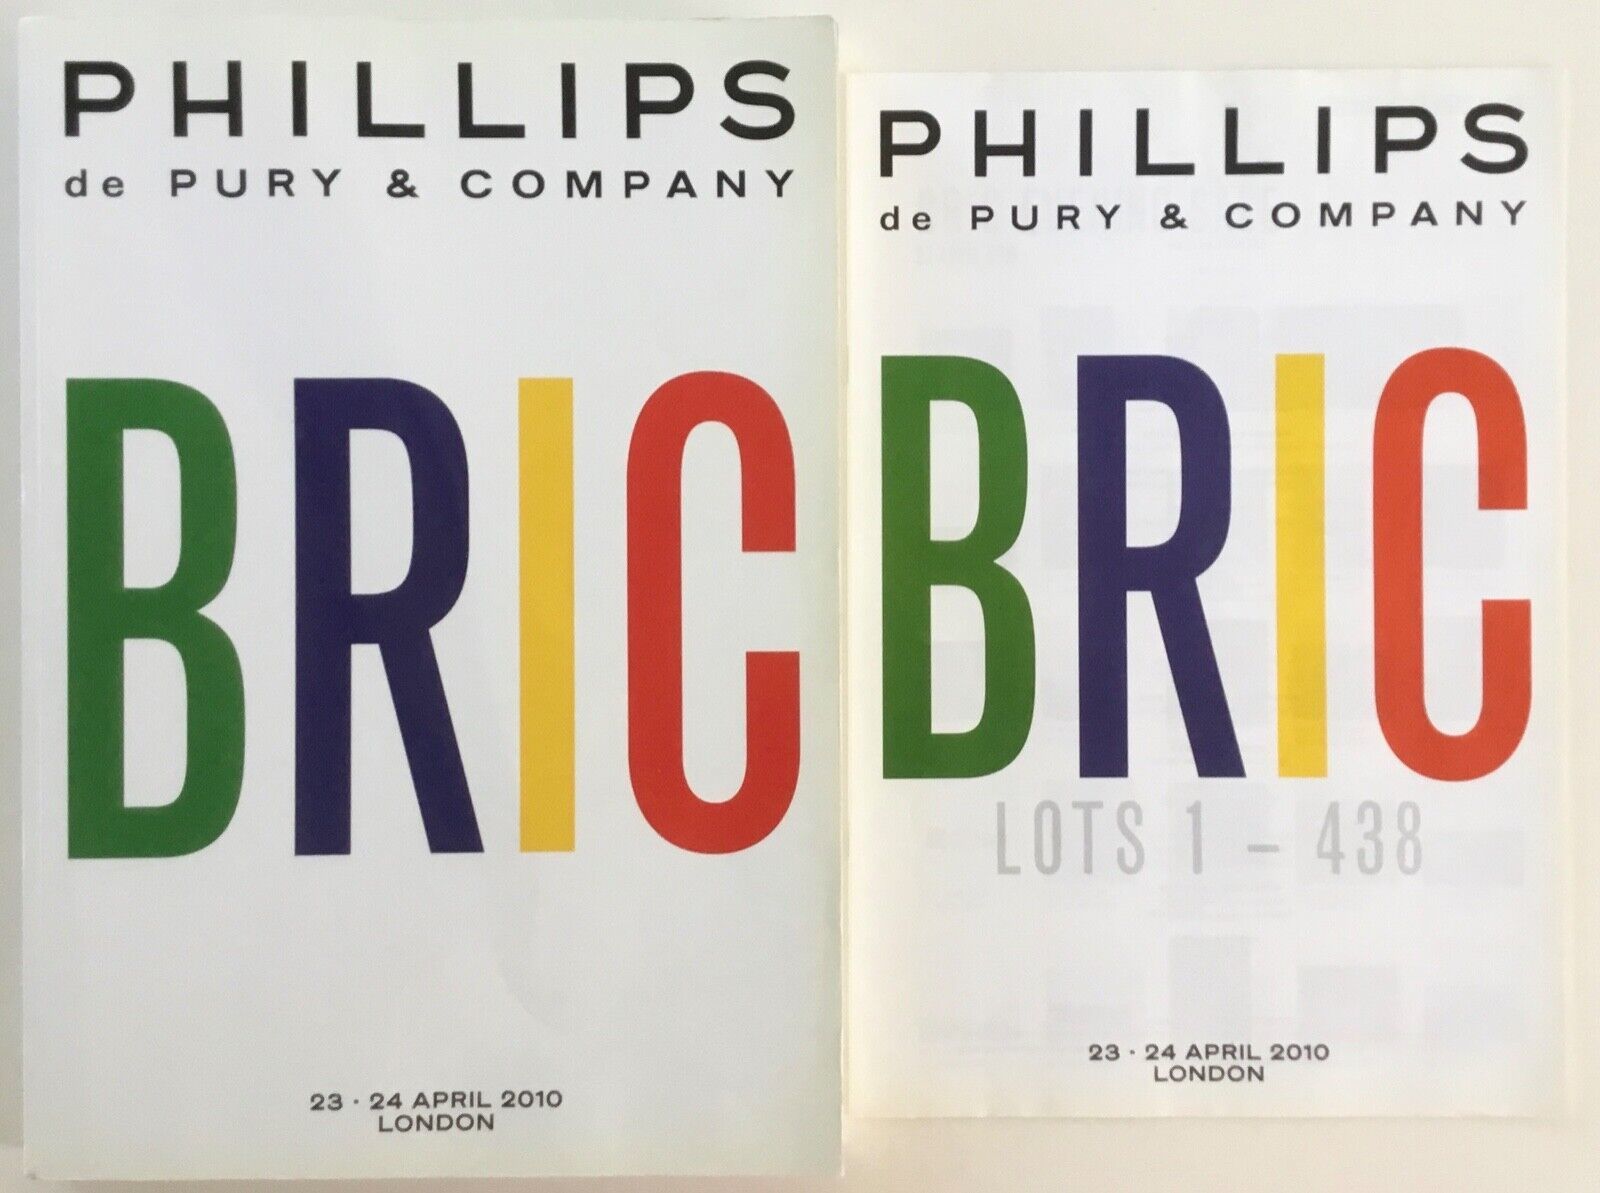 PHILLIPS
de PURY & COMPANY
BRIC
23 · 24 APRIL 2010
LONDON
PHILLIPS
de PURY & COMPANY
BRIC
LOTS 1 – 438
23 · 24 APRIL 2010
LONDON